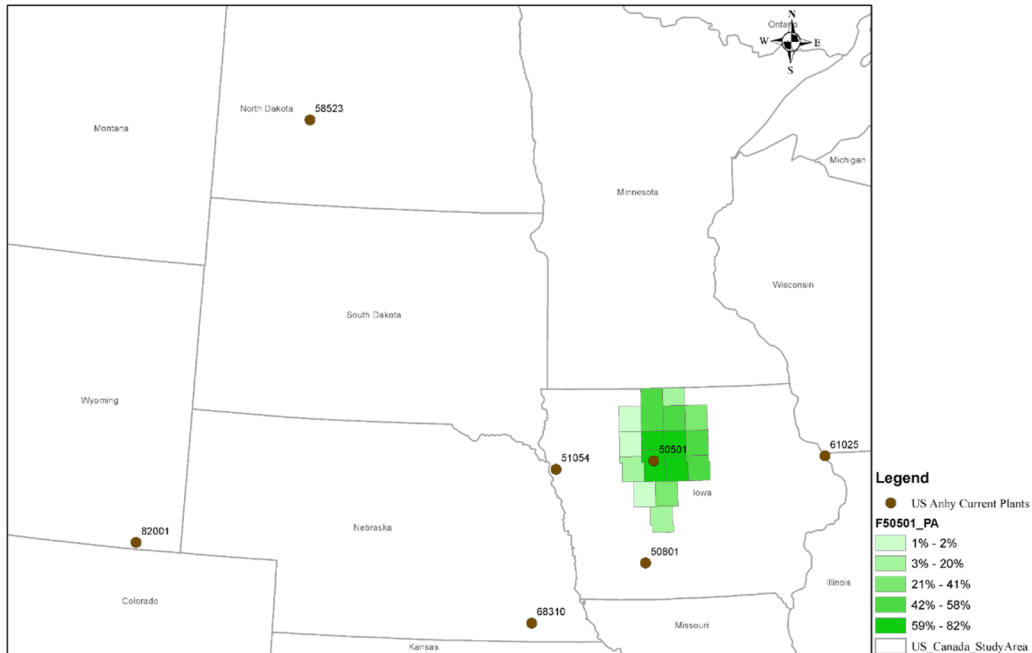 Ontario
N
W E
S
North Dakota
58523
Montana
Michigan
Minnesota
Wisconsin
South Dakota
Wyoming
61025
50501
51054
Iowa
Nebraska
82001
50801
Colorado
68310
Missouri
Illinois
Kansas
Legend
US Anhy Current Plants
F50501_PA
1% - 2%
3% - 20%
21% - 41%
42% - 58%
59% - 82%
US_Canada_StudyArea